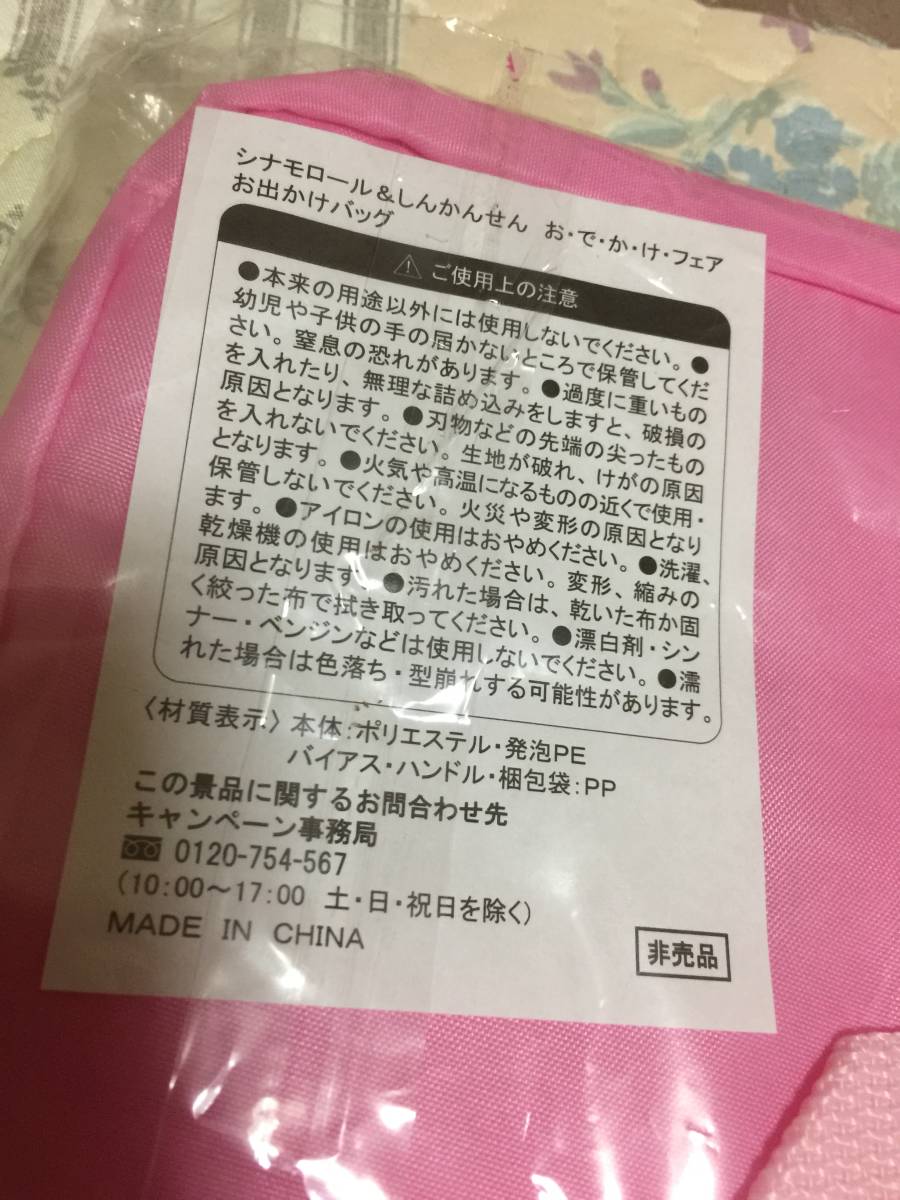 シナモロール＆しんかんせん　お・で・か・け・フェア
お出かけバッグ
⚠ ご使用上の注意
●本来の用途以外には使用しないでください。●
幼児や子供の手の届かないところで保管してくだ
さい。窒息の恐れがあります。●過度に重いもの
を入れたり、無理な詰め込みをしますと、破損の
原因となります。●刃物などの先端の尖ったもの
を入れないでください。生地が破れ、けがの原因
となります。●火気や高温になるものの近くで使用・
保管しないでください。火災や変形の原因となり
ます。●アイロンの使用はおやめください。●洗濯、
乾燥機の使用はおやめください。変形、縮みの
原因となります。●汚れた場合は、乾いた布か固
く絞った布で拭き取ってください。●漂白剤・シン
ナー・ベンジンなどは使用しないでください。●濡
れた場合は色落ち・型崩れする可能性があります。
〈材質表示〉本体：ポリエステル・発泡PE
バイアス・ハンドル・梱包袋：PP
この景品に関するお問合わせ先
キャンペーン事務局
0120-754-567
（10：00～17：00　土・日・祝日を除く）
MADE IN CHINA
非売品